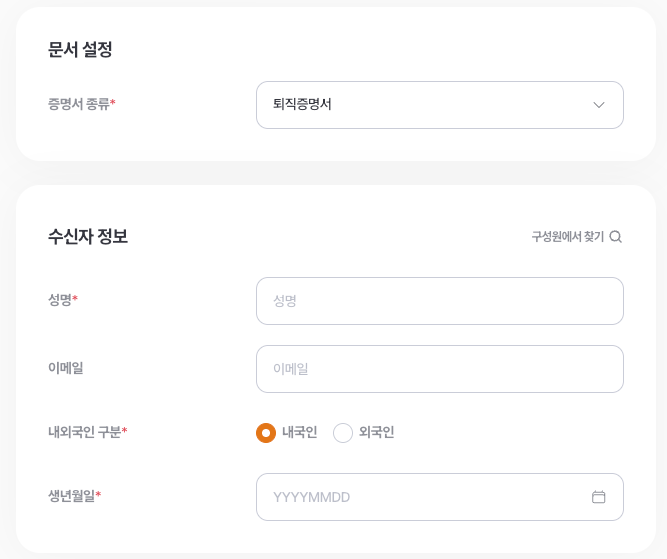 문서 설정
증명서 종류*
퇴직증명서
수신자 정보
구성원에서 찾기
성명*
성명
이메일
이메일
내외국인 구분*
내국인
외국인
생년월일*
YYYYMMDD